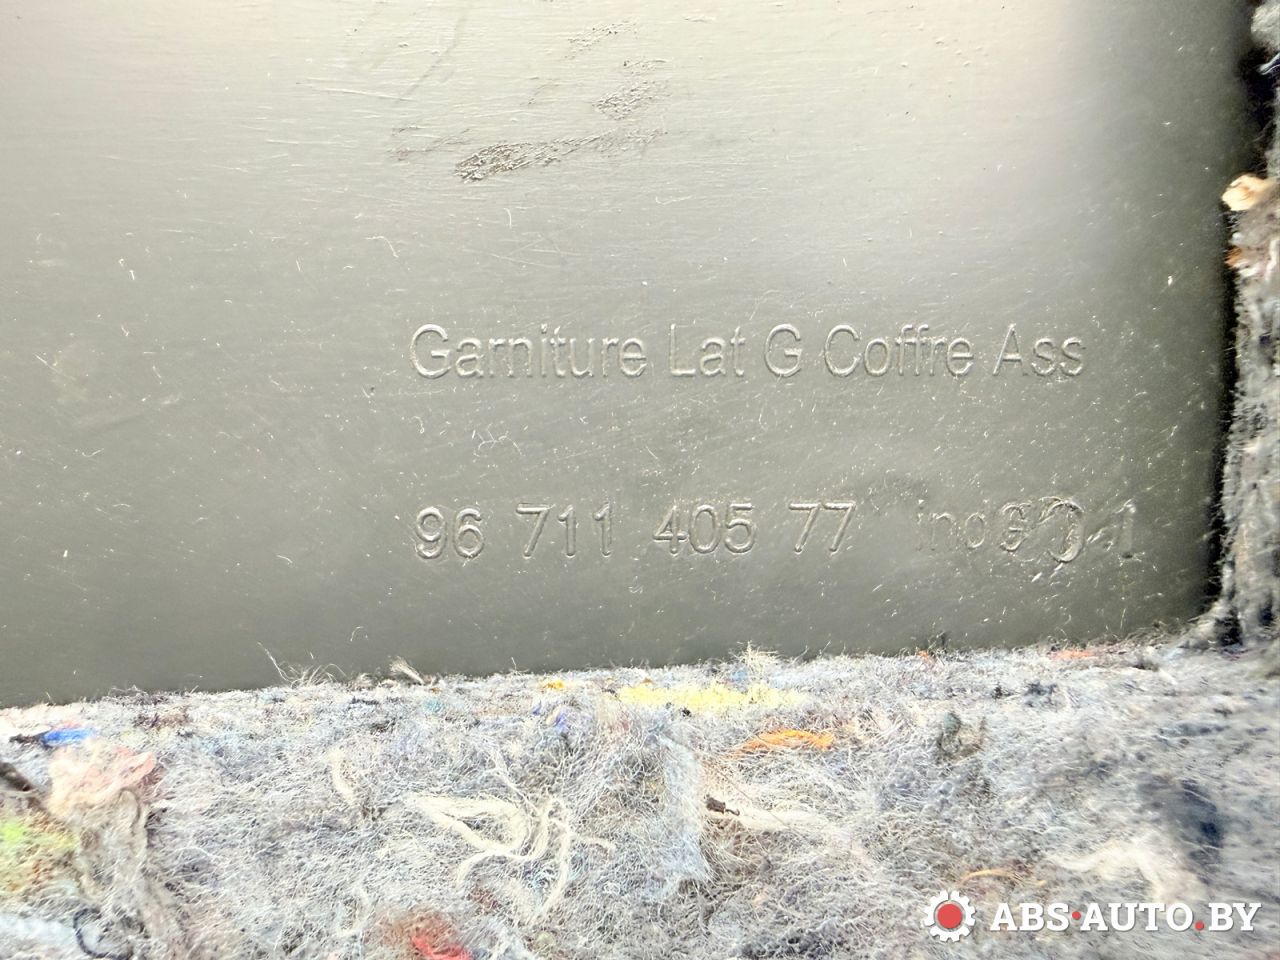 Garniture Lat G Coffre Ass
96 711 405 77
ABS·AUTO.BY